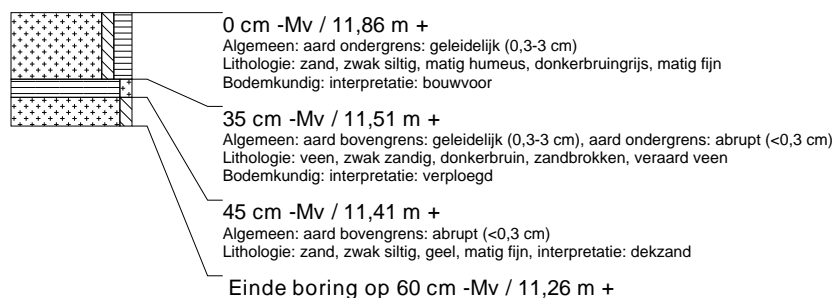 0 cm -Mv / 11,86 m +
Algemeen: aard ondergrens: geleidelijk (0,3-3 cm)
Lithologie: zand, zwak siltig, matig humeus, donkerbruingrijs, matig fijn
Bodemkundig: interpretatie: bouwvoor
35 cm -Mv / 11,51 m +
Algemeen: aard bovengrens: geleidelijk (0,3-3 cm), aard ondergrens: abrupt (<0,3 cm)
Lithologie: veen, zwak zandig, donkerbruin, zandbrokken, veraard veen
Bodemkundig: interpretatie: verploegd
45 cm -Mv / 11,41 m +
Algemeen: aard bovengrens: abrupt (<0,3 cm)
Lithologie: zand, zwak siltig, geel, matig fijn, interpretatie: dekzand
Einde boring op 60 cm -Mv / 11,26 m +